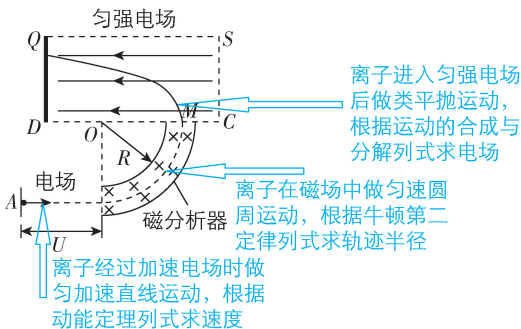 匀强电场
Q
S
M
D
C
O
R
电场
A
U
磁分析器
离子进入匀强电场
后做类平抛运动，
根据运动的合成与
分解列式求电场
离子在磁场中做匀速圆
周运动，根据牛顿第二
定律列式求轨迹半径
离子经过加速电场时做
匀加速直线运动，根据
动能定理列式求速度